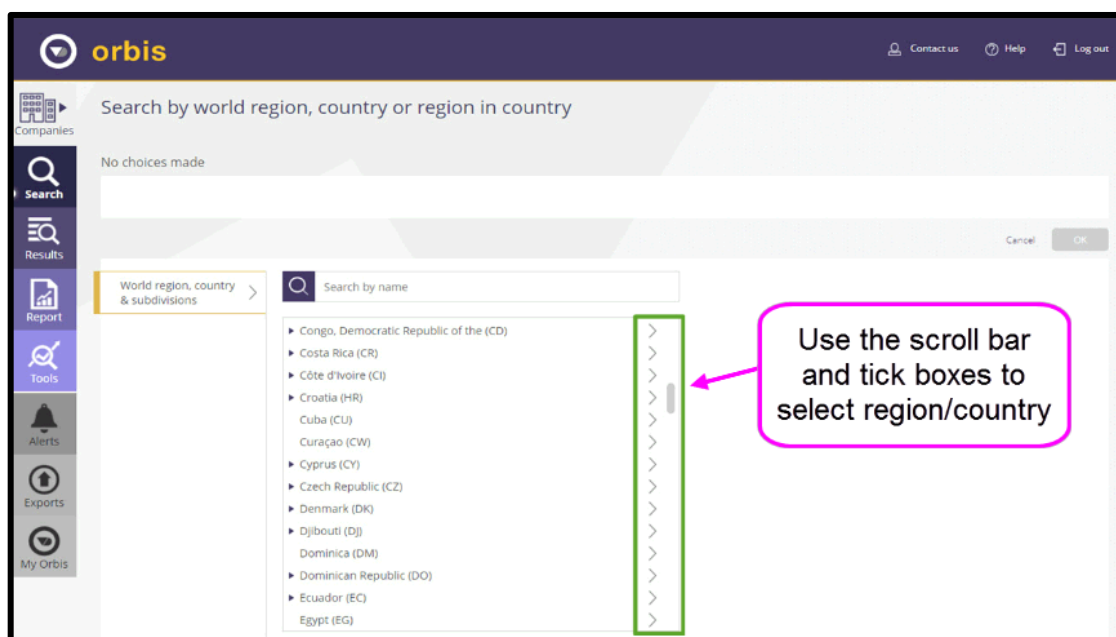 orbis
Contact us
Help
Log out
Companies
Search by world region, country or region in country
No choices made
Search
Results
Report
Tools
Alerts
Exports
My Orbis
Cancel
OK
World region, country
& subdivisions
Search by name
Congo, Democratic Republic of the (CD)
Costa Rica (CR)
Côte d'Ivoire (CI)
Croatia (HR)
Cuba (CU)
Curaçao (CW)
Cyprus (CY)
Czech Republic (CZ)
Denmark (DK)
Djibouti (DJ)
Dominica (DM)
Dominican Republic (DO)
Ecuador (EC)
Egypt (EG)
Use the scroll bar
and tick boxes to
select region/country